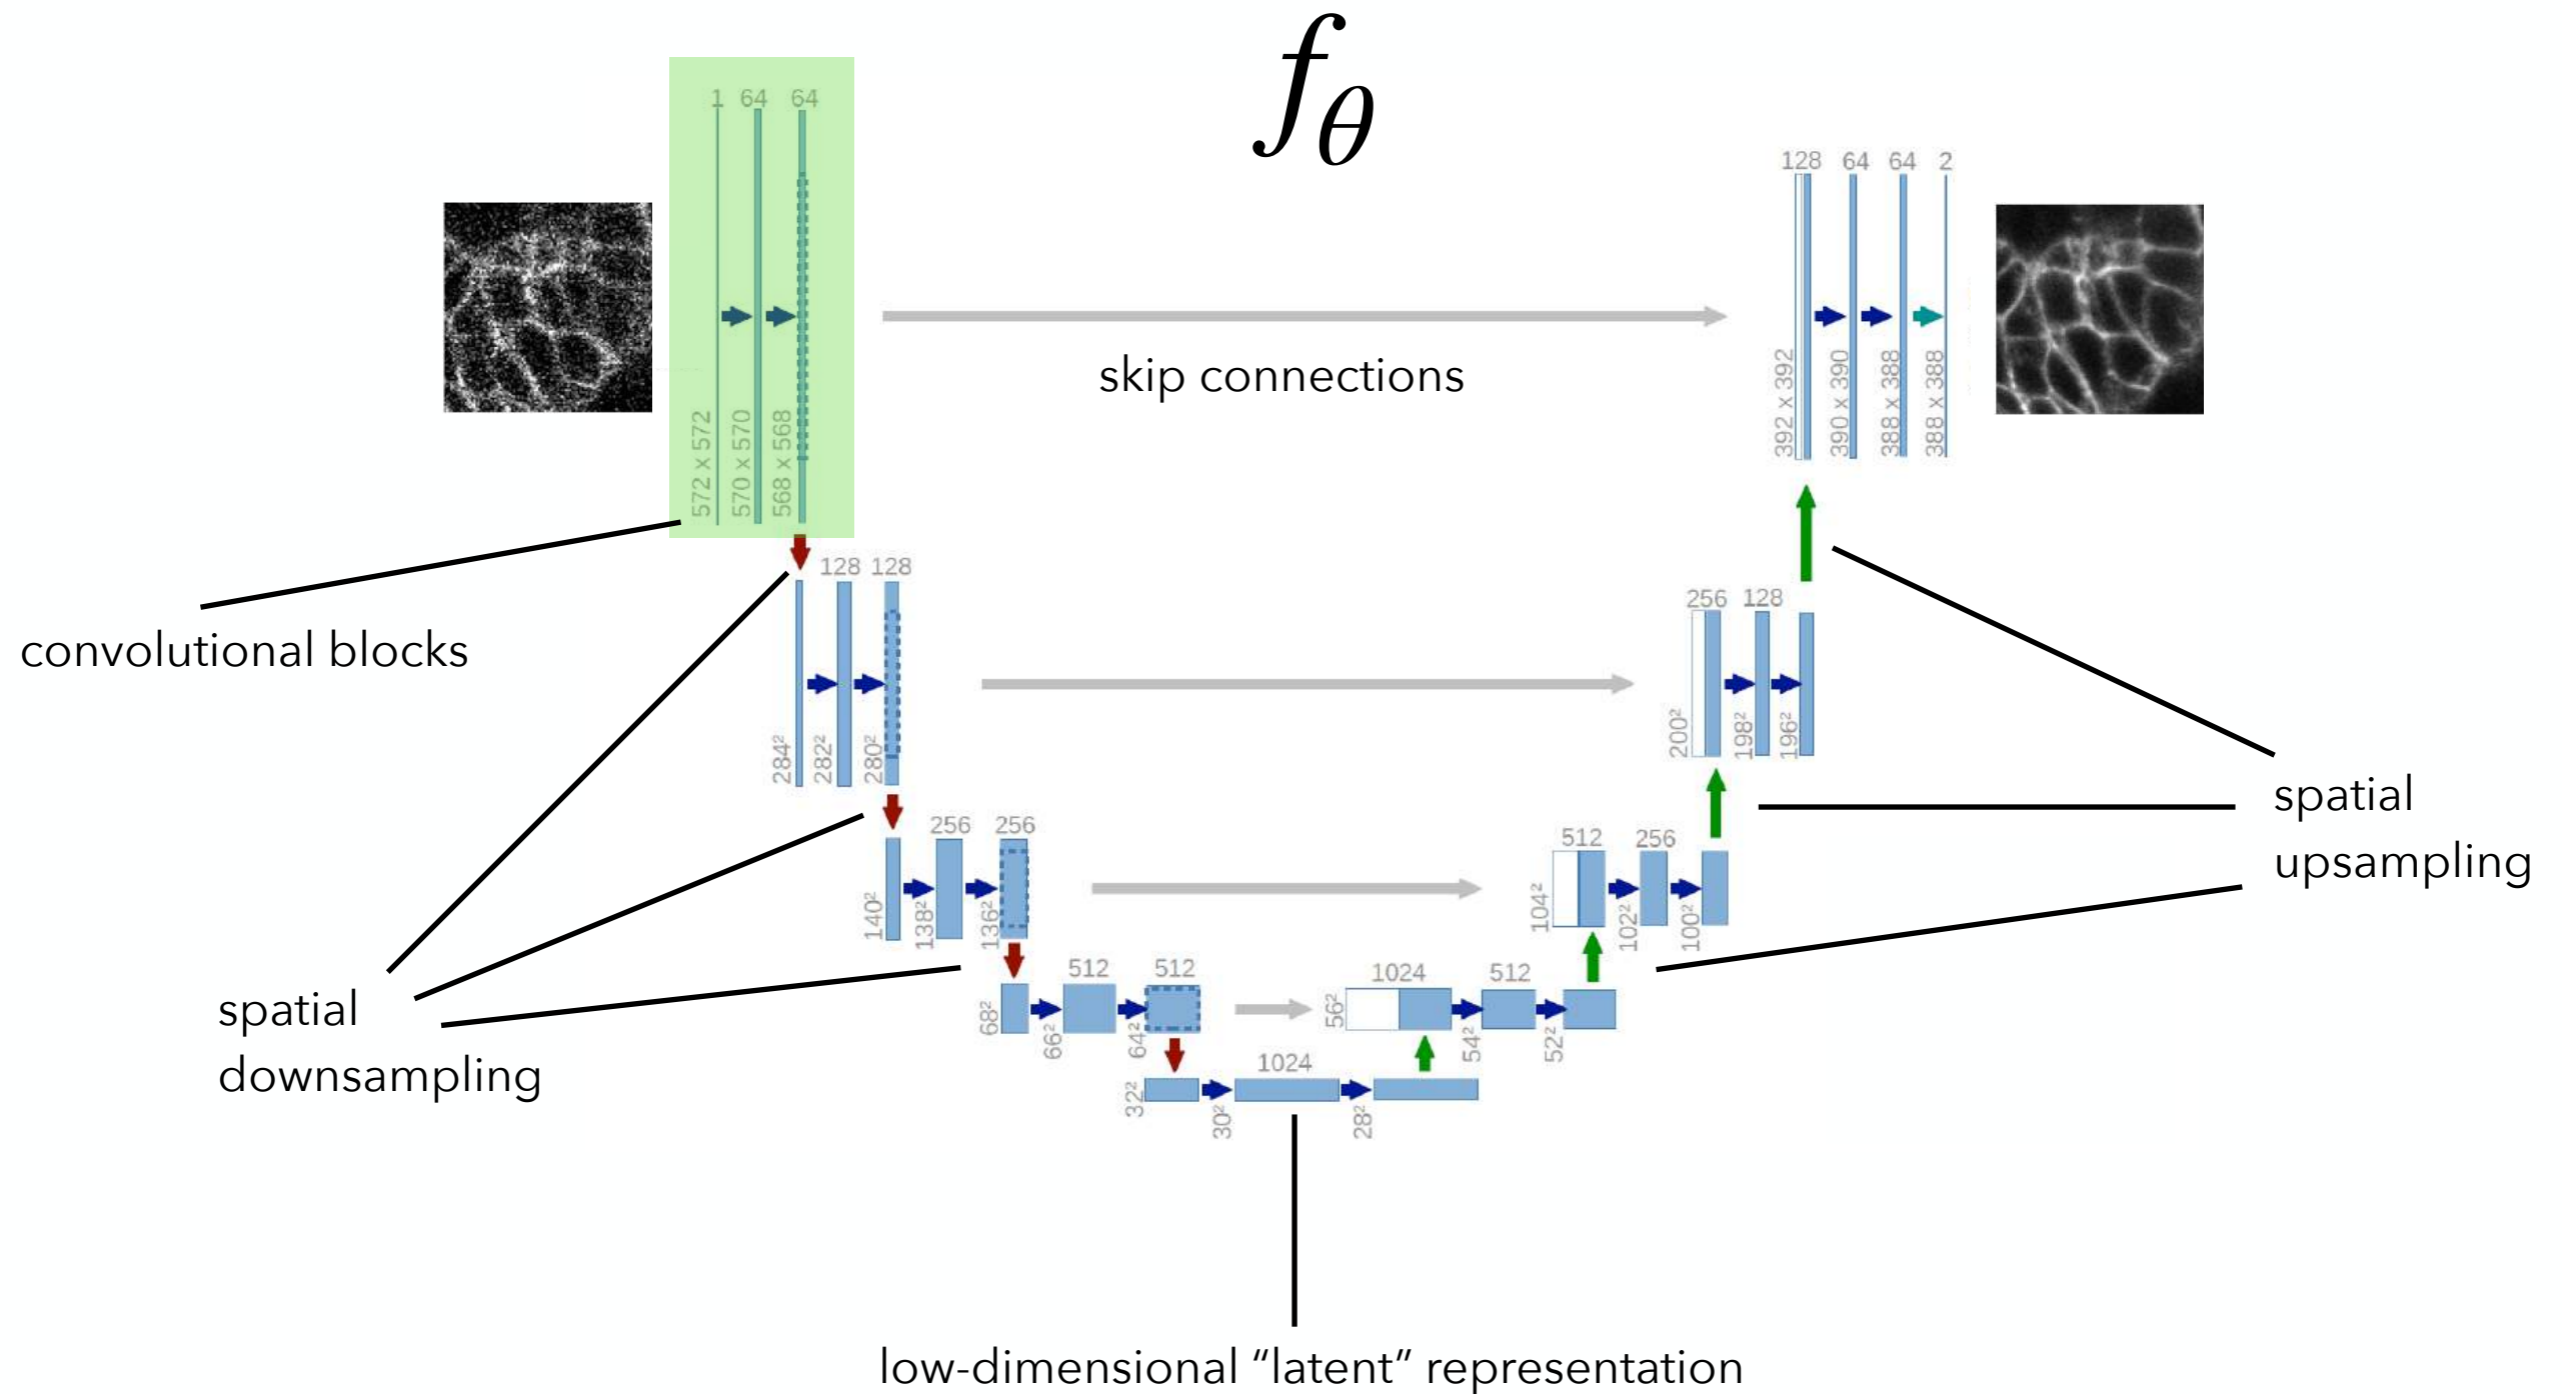 fθ
1 64 64
572 x 572
570 x 570
568 x 568
128 64 64 2
392 x 392
390 x 390
388 x 388
388 x 388
skip connections
convolutional blocks
128 128
284²
282²
280²
256 128
200²
198²
196²
spatial
upsampling
256 256
140²
138²
136²
512 256
104²
102²
100²
spatial
downsampling
512 512
68²
66²
64²
1024 512
56²
54²
52²
1024
32²
30²
28²
low-dimensional “latent” representation